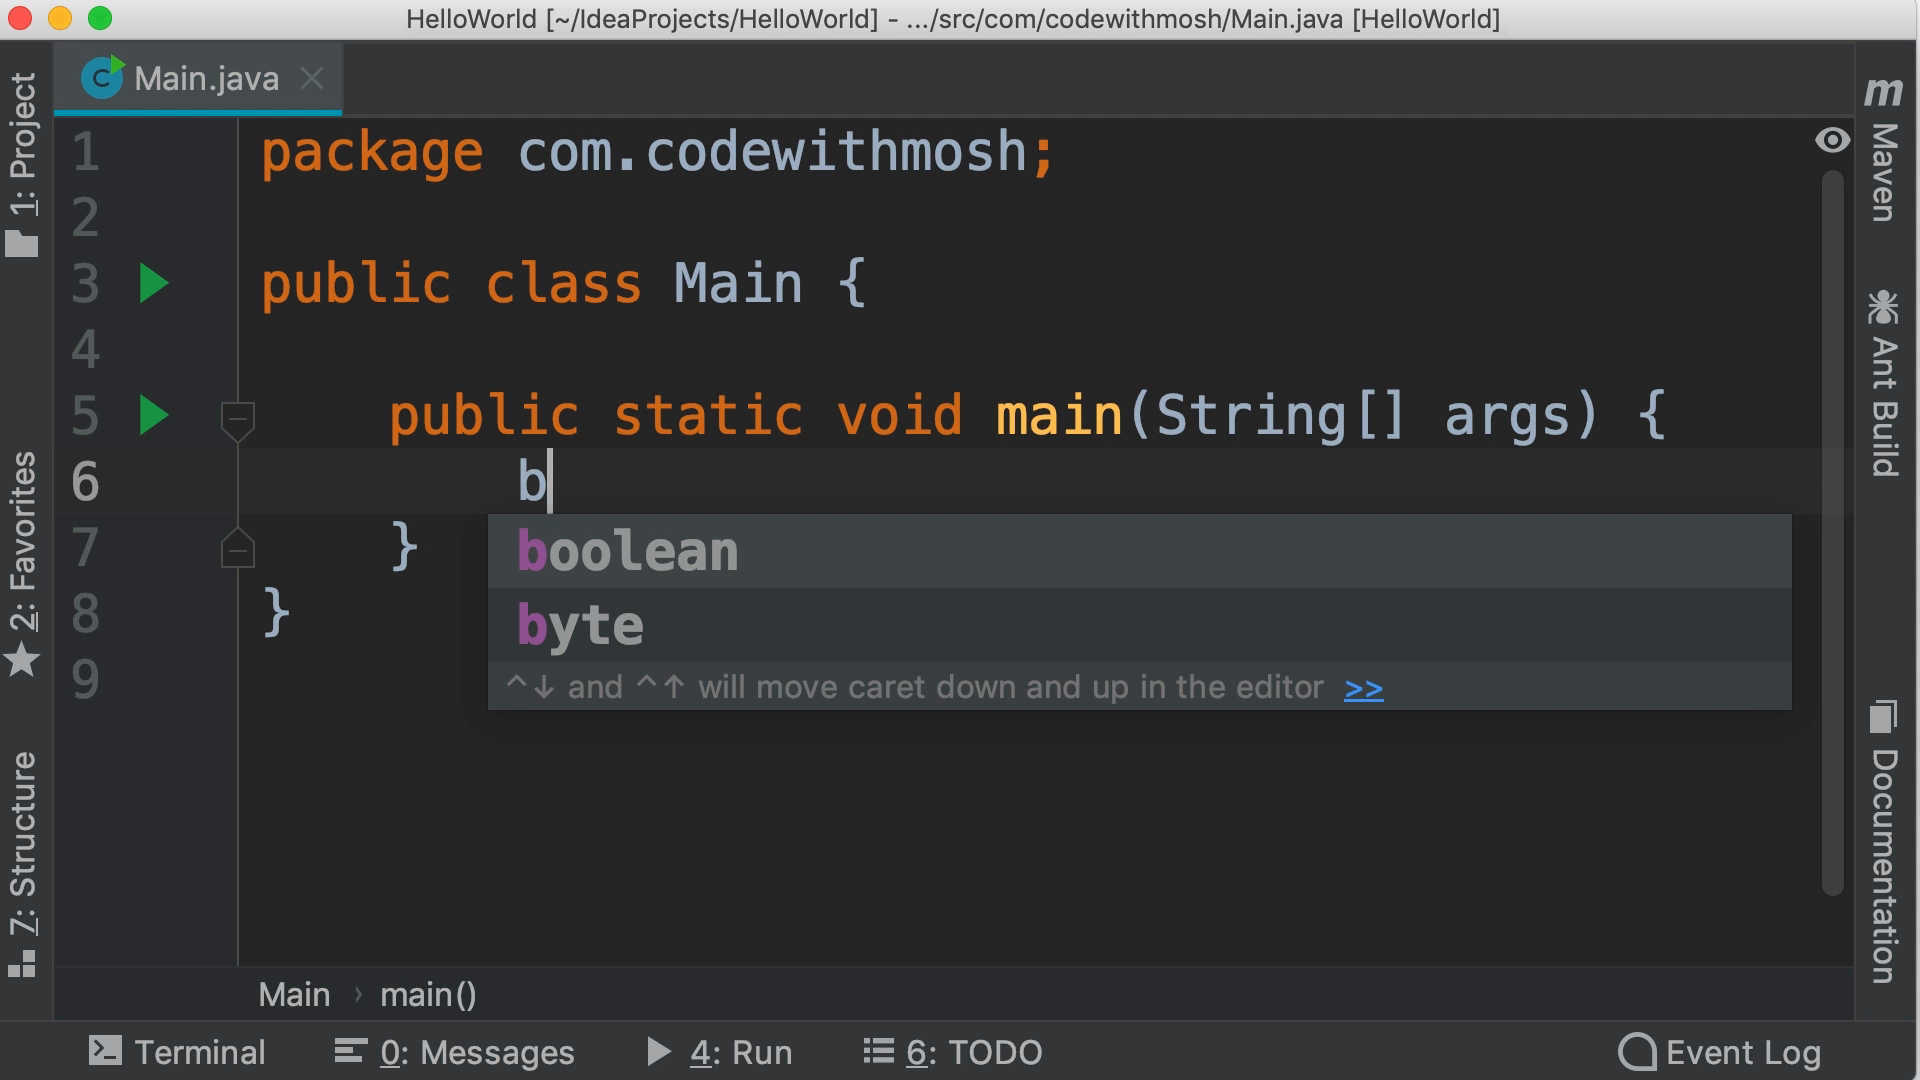 HelloWorld [~/IdeaProjects/HelloWorld] - .../src/com/codewithmosh/Main.java [HelloWorld]
Main.java
1 package com.codewithmosh;
2
3 public class Main {
4
5 public static void main(String[] args) {
6 b
7 }
8 }
9
boolean
byte
^↓ and ^↑ will move caret down and up in the editor >>
1: Project
2: Favorites
7: Structure
m Maven
Ant Build
Documentation
Main › main()
Terminal
0: Messages
4: Run
6: TODO
Event Log